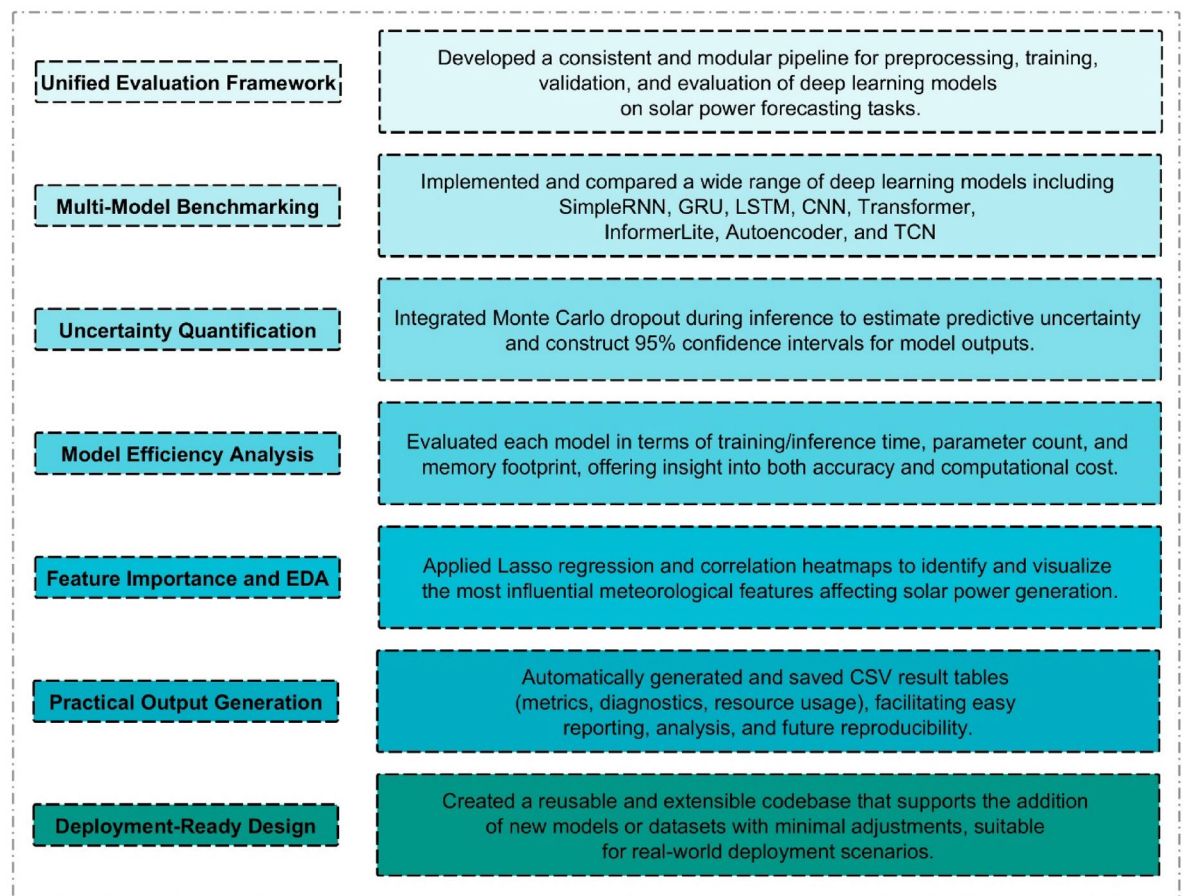 Unified Evaluation Framework
Developed a consistent and modular pipeline for preprocessing, training,
validation, and evaluation of deep learning models
on solar power forecasting tasks.
Multi-Model Benchmarking
Implemented and compared a wide range of deep learning models including
SimpleRNN, GRU, LSTM, CNN, Transformer,
InformerLite, Autoencoder, and TCN
Uncertainty Quantification
Integrated Monte Carlo dropout during inference to estimate predictive uncertainty
and construct 95% confidence intervals for model outputs.
Model Efficiency Analysis
Evaluated each model in terms of training/inference time, parameter count, and
memory footprint, offering insight into both accuracy and computational cost.
Feature Importance and EDA
Applied Lasso regression and correlation heatmaps to identify and visualize
the most influential meteorological features affecting solar power generation.
Practical Output Generation
Automatically generated and saved CSV result tables
(metrics, diagnostics, resource usage), facilitating easy
reporting, analysis, and future reproducibility.
Deployment-Ready Design
Created a reusable and extensible codebase that supports the addition
of new models or datasets with minimal adjustments, suitable
for real-world deployment scenarios.